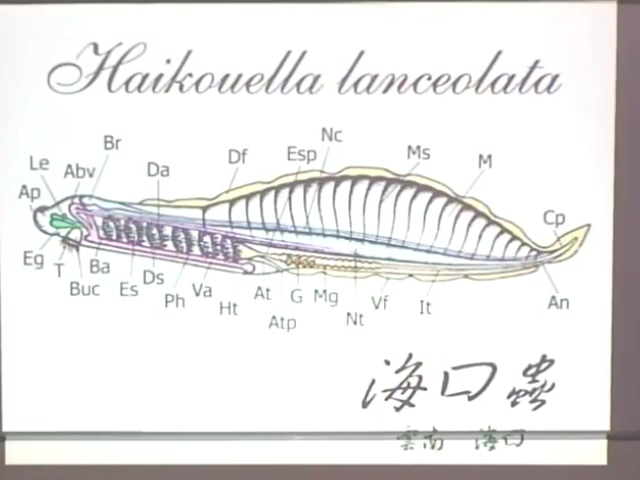 Haikouella lanceolata
Nc
Br
Esp
Ms
Df
M
Le
Abv
Da
Ap
Cp
Eg
T
Ba
Buc
Es
Ds
Ph
Va
Ht
At
G
Mg
Vf
It
An
Atp
Nt
海口蟲
雲南 海口